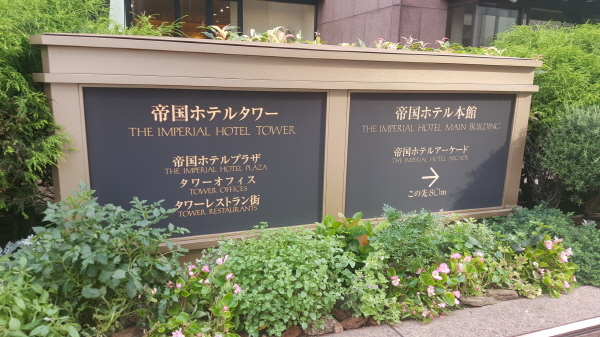 帝国ホテルタワー
THE IMPERIAL HOTEL TOWER
帝国ホテルプラザ
THE IMPERIAL HOTEL PLAZA
タワーオフィス
TOWER OFFICES
タワーレストラン街
TOWER RESTAURANTS
帝国ホテル本館
THE IMPERIAL HOTEL MAIN BUILDING
帝国ホテルアーケード
THE IMPERIAL HOTEL ARCADE
→
この先80m